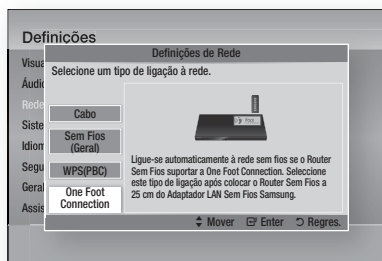 Definições
Definições de Rede
Selecione um tipo de ligação à rede.
Visua
Áudio
Rede
Siste
Idiom
Segu
Geral
Assis
Cabo
Sem Fios
(Geral)
WPS(PBC)
One Foot
Connection
Ligue-se automaticamente à rede sem fios se o Router
Sem Fios suportar a One Foot Connection. Seleccione
este tipo de ligação após colocar o Router Sem Fios a
25 cm do Adaptador LAN Sem Fios Samsung.
Mover Enter Regres.